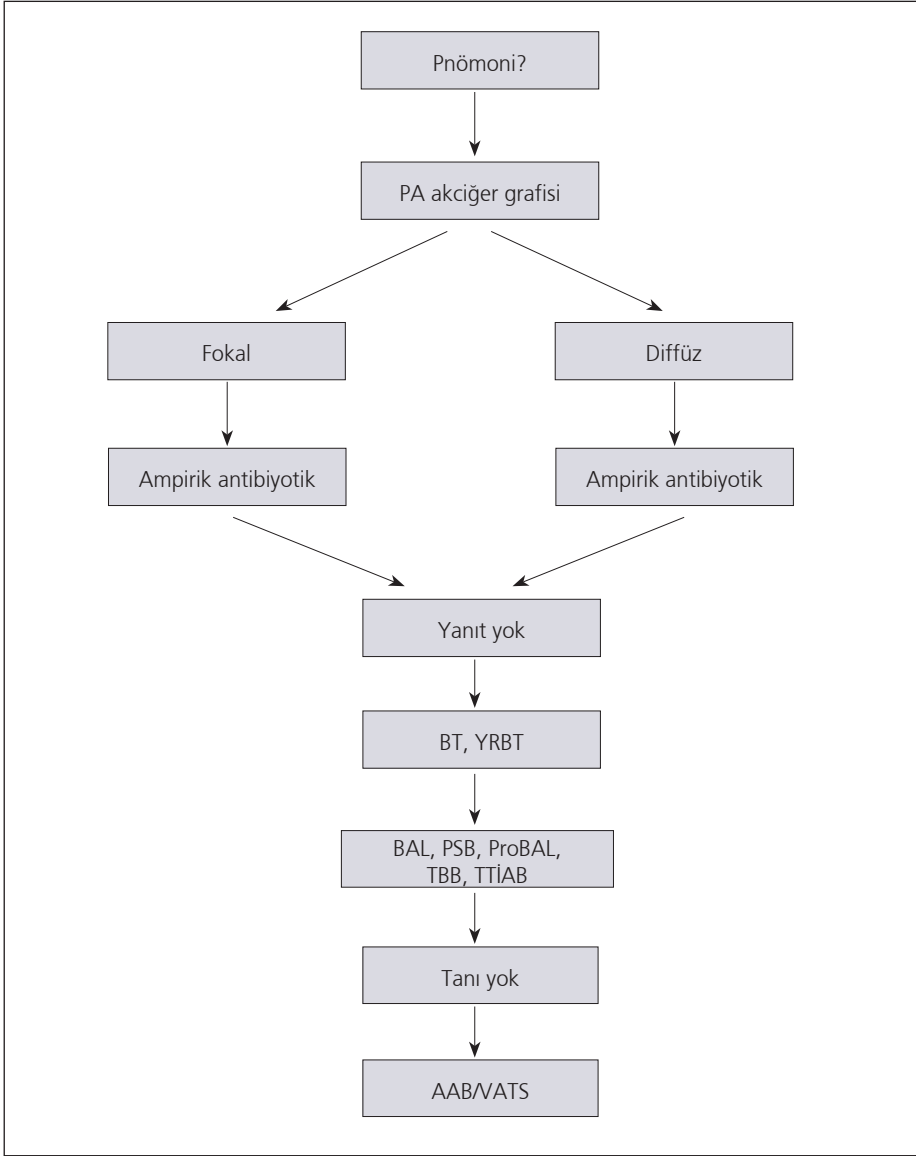 Pnömoni?
PA akciğer grafisi
Fokal
Diffüz
Ampirik antibiyotik
Ampirik antibiyotik
Yanıt yok
BT, YRBT
BAL, PSB, ProBAL,
TBB, TTİAB
Tanı yok
AAB/VATS